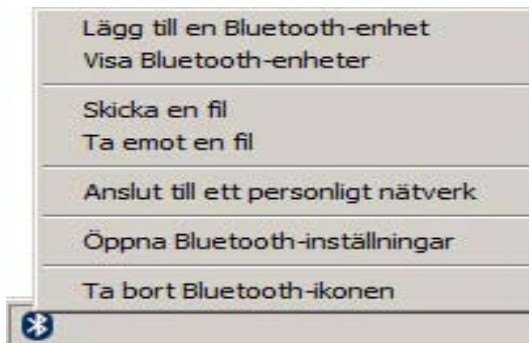 Lägg till en Bluetooth-enhet
Visa Bluetooth-enheter
Skicka en fil
Ta emot en fil
Anslut till ett personligt nätverk
Öppna Bluetooth-inställningar
Ta bort Bluetooth-ikonen